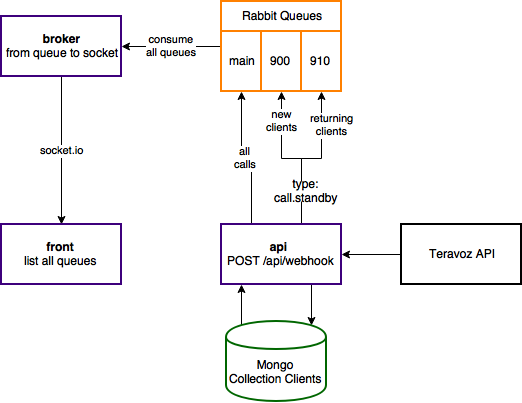 Rabbit Queues
main
900
910
broker
from queue to socket
consume
all queues
new
clients
returning
clients
socket.io
all
calls
type:
call.standby
front
list all queues
api
POST /api/webhook
Teravoz API
Mongo
Collection Clients